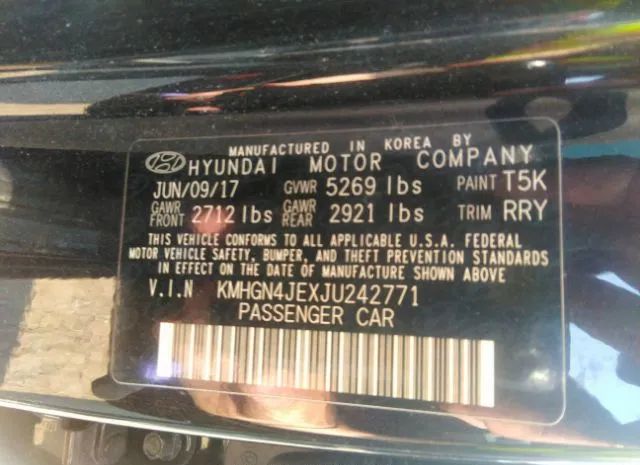 MANUFACTURED IN KOREA BY
HYUNDAI MOTOR COMPANY
JUN/09/17 GVWR 5269 lbs PAINT T5K
GAWR FRONT 2712 lbs GAWR REAR 2921 lbs TRIM RRY
THIS VEHICLE CONFORMS TO ALL APPLICABLE U.S.A. FEDERAL
MOTOR VEHICLE SAFETY, BUMPER, AND THEFT PREVENTION STANDARDS
IN EFFECT ON THE DATE OF MANUFACTURE SHOWN ABOVE
V.I.N KMHGN4JEXJU242771
PASSENGER CAR